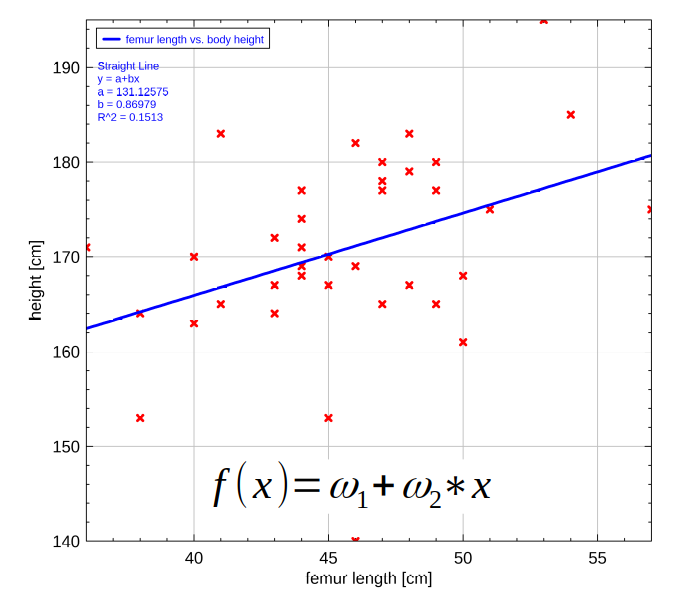 femur length vs. body height
Straight Line
y = a+bx
a = 131.12575
b = 0.86979
R^2 = 0.1513
190
180
170
160
150
140
height [cm]
f(x)=ω₁+ω₂*x
40 45 50 55
femur length [cm]